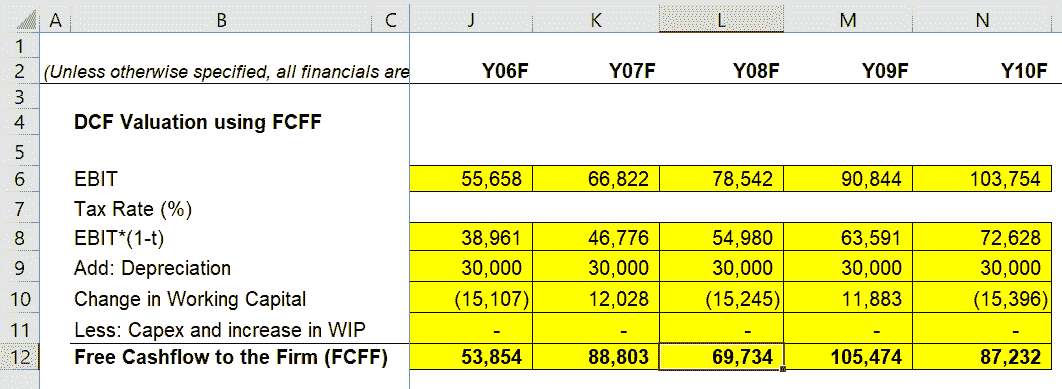 A B C J K L M N
1
2 (Unless otherwise specified, all financials are Y06F Y07F Y08F Y09F Y10F
3
4 DCF Valuation using FCFF
5
6 EBIT 55,658 66,822 78,542 90,844 103,754
7 Tax Rate (%)
8 EBIT*(1-t) 38,961 46,776 54,980 63,591 72,628
9 Add: Depreciation 30,000 30,000 30,000 30,000 30,000
10 Change in Working Capital (15,107) 12,028 (15,245) 11,883 (15,396)
11 Less: Capex and increase in WIP - - - - -
12 Free Cashflow to the Firm (FCFF) 53,854 88,803 69,734 105,474 87,232